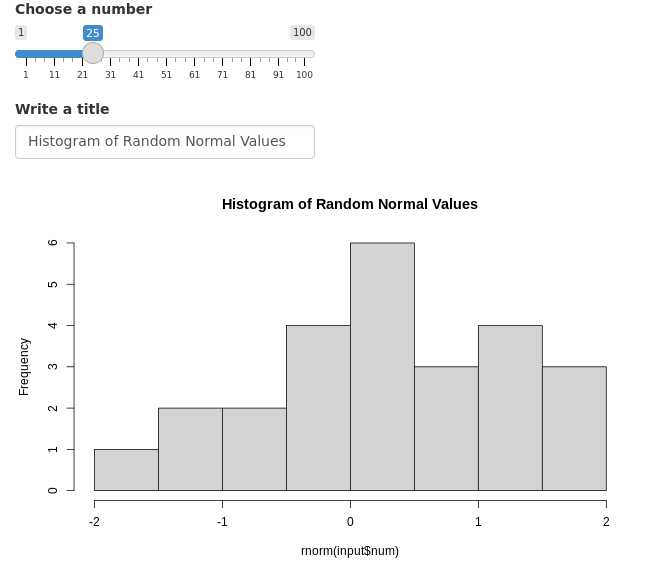 Choose a number
1 25 100
1 11 21 31 41 51 61 71 81 91 100
Write a title
Histogram of Random Normal Values
Histogram of Random Normal Values
6
5
4
3
2
1
0
Frequency
-2 -1 0 1 2
rnorm(input$num)